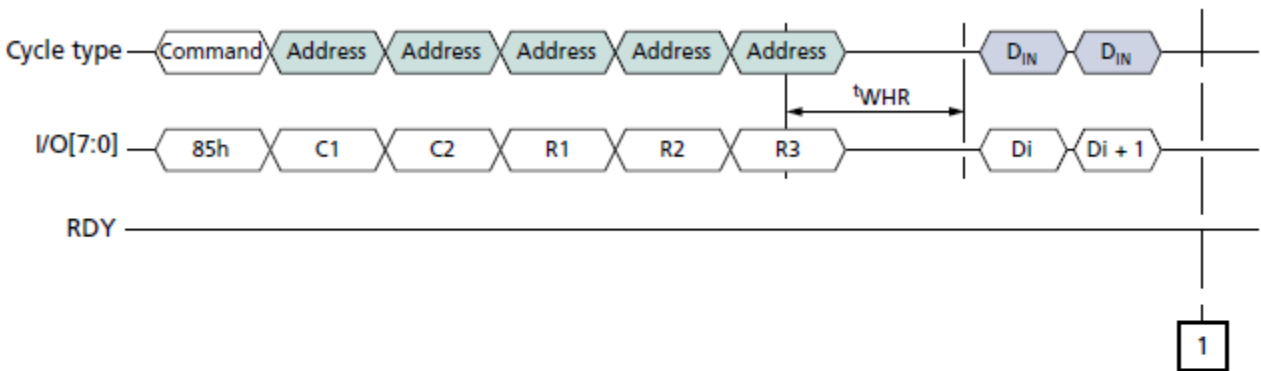 Cycle type Command Address Address Address Address Address DIN DIN
tWHR
I/O[7:0] 85h C1 C2 R1 R2 R3 Di Di + 1
RDY
1